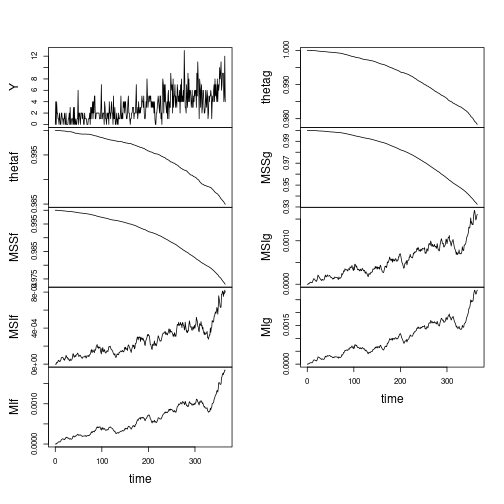 Y
0 2 4 6 8 12
thetaf
0.985 0.995
MSSf
0.975 0.985 0.995
MSIf
0e+00 4e-04 8e-04
MIf
0.0000 0.0010
0 100 200 300
time
thetag
0.980 0.990 1.000
MSSg
0.93 0.95 0.97 0.99
MSIg
0.0000 0.0010
MIg
0.0000 0.0015
0 100 200 300
time